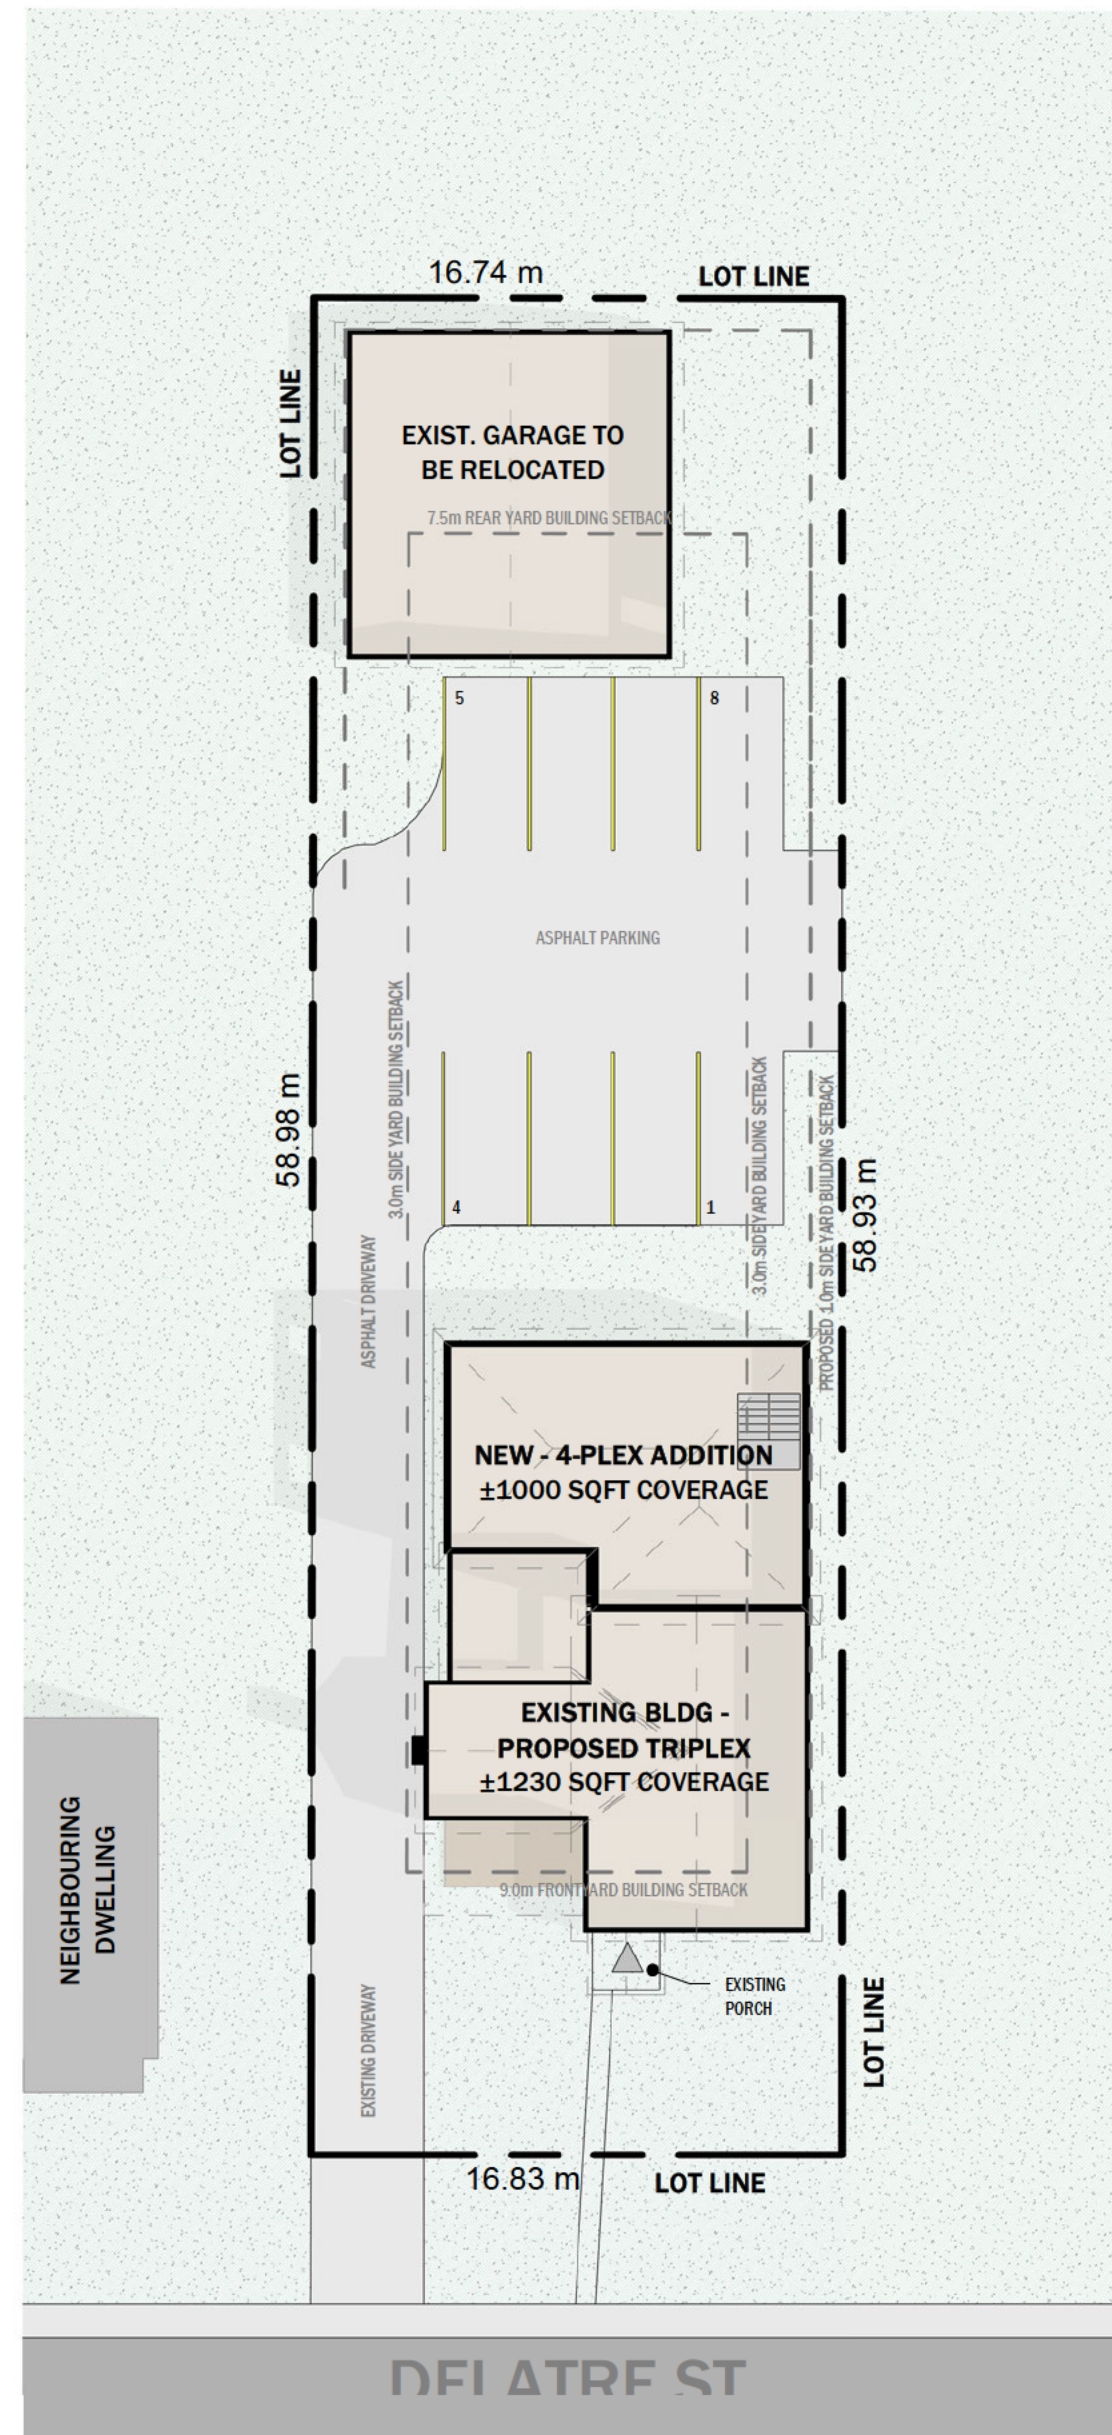 16.74 m
LOT LINE
LOT LINE
EXIST. GARAGE TO
BE RELOCATED
7.5m REAR YARD BUILDING SETBACK
5
8
ASPHALT PARKING
3.0m SIDE YARD BUILDING SETBACK
58.98 m
3.0m SIDE YARD BUILDING SETBACK
PROPOSED 1.0m SIDE YARD BUILDING SETBACK
58.93 m
4
1
ASPHALT DRIVEWAY
NEW - 4-PLEX ADDITION
±1000 SQFT COVERAGE
EXISTING BLDG -
PROPOSED TRIPLEX
±1230 SQFT COVERAGE
NEIGHBOURING
DWELLING
9.0m FRONT YARD BUILDING SETBACK
EXISTING
PORCH
EXISTING DRIVEWAY
LOT LINE
16.83 m
LOT LINE
DELATRE ST